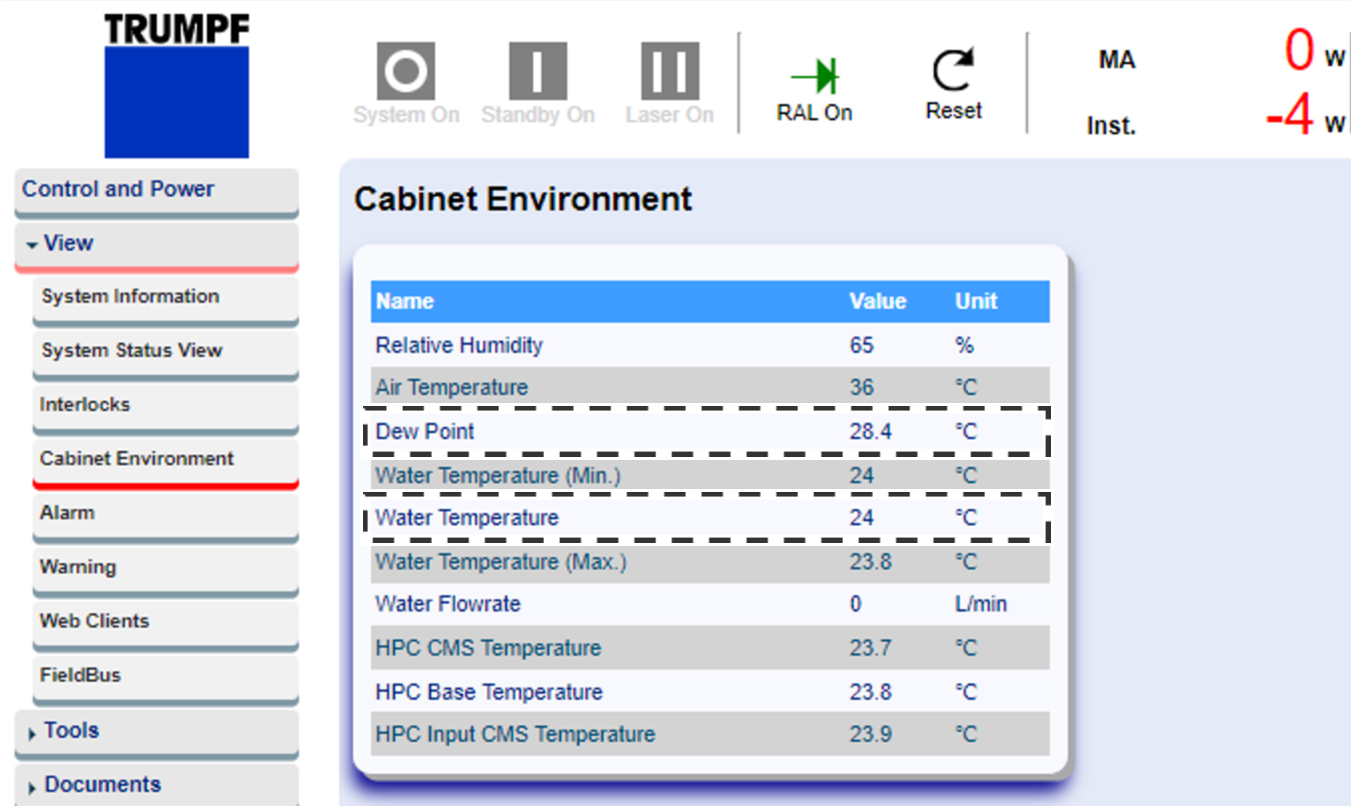 TRUMPF
System On Standby On Laser On RAL On Reset
MA 0 W
Inst. -4 W
Control and Power
View
System Information
System Status View
Interlocks
Cabinet Environment
Alarm
Warning
Web Clients
FieldBus
Tools
Documents
Cabinet Environment
Name Value Unit
Relative Humidity 65 %
Air Temperature 36 °C
Dew Point 28.4 °C
Water Temperature (Min.) 24 °C
Water Temperature 24 °C
Water Temperature (Max.) 23.8 °C
Water Flowrate 0 L/min
HPC CMS Temperature 23.7 °C
HPC Base Temperature 23.8 °C
HPC Input CMS Temperature 23.9 °C